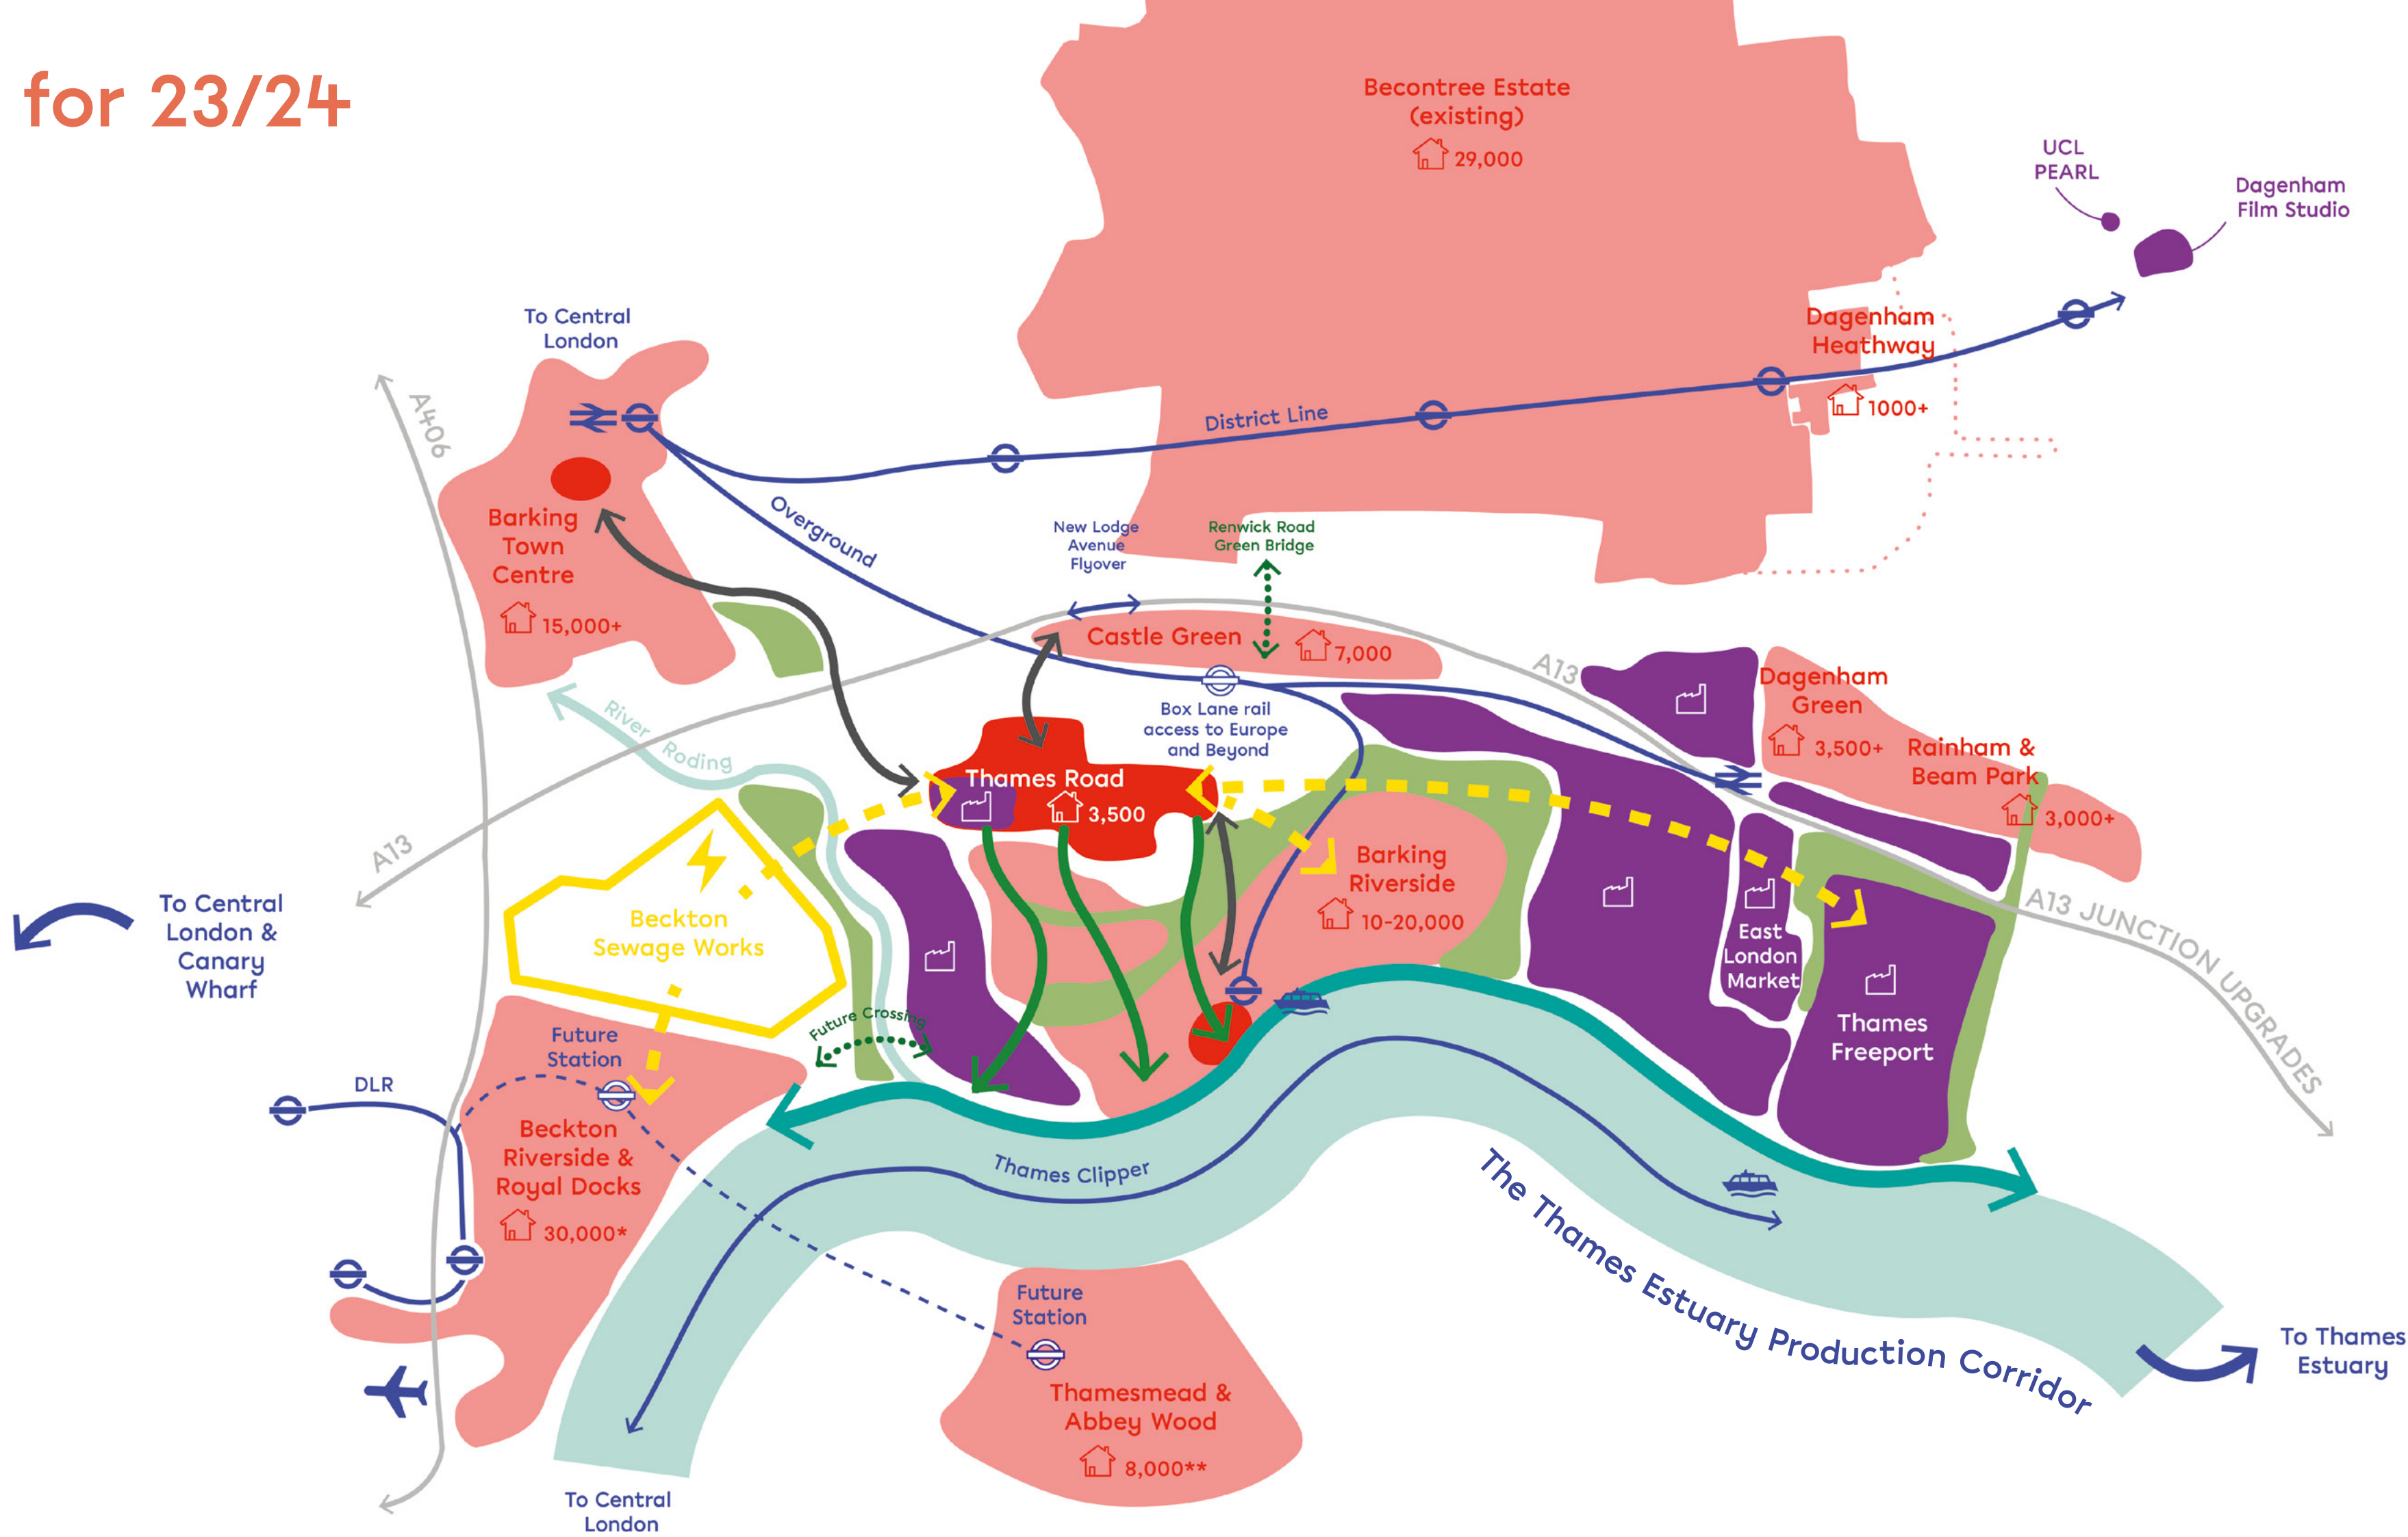 for 23/24
Becontree Estate
(existing)
29,000
UCL
PEARL
Dagenham
Film Studio
To Central
London
Dagenham
Heathway
1000+
A406
District Line
Overground
Barking
Town
Centre
15,000+
New Lodge
Avenue
Flyover
Renwick Road
Green Bridge
Castle Green
7,000
A13
Dagenham
Green
3,500+
Rainham &
Beam Park
3,000+
River Roding
Box Lane rail
access to Europe
and Beyond
Thames Road
3,500
A13
Barking
Riverside
10-20,000
To Central
London &
Canary
Wharf
Beckton
Sewage Works
East
London
Market
A13 JUNCTION UPGRADES
Thames
Freeport
Future Crossing
Future
Station
DLR
Beckton
Riverside &
Royal Docks
30,000*
Thames Clipper
The Thames Estuary Production Corridor
Future
Station
Thamesmead &
Abbey Wood
8,000**
To Thames
Estuary
To Central
London